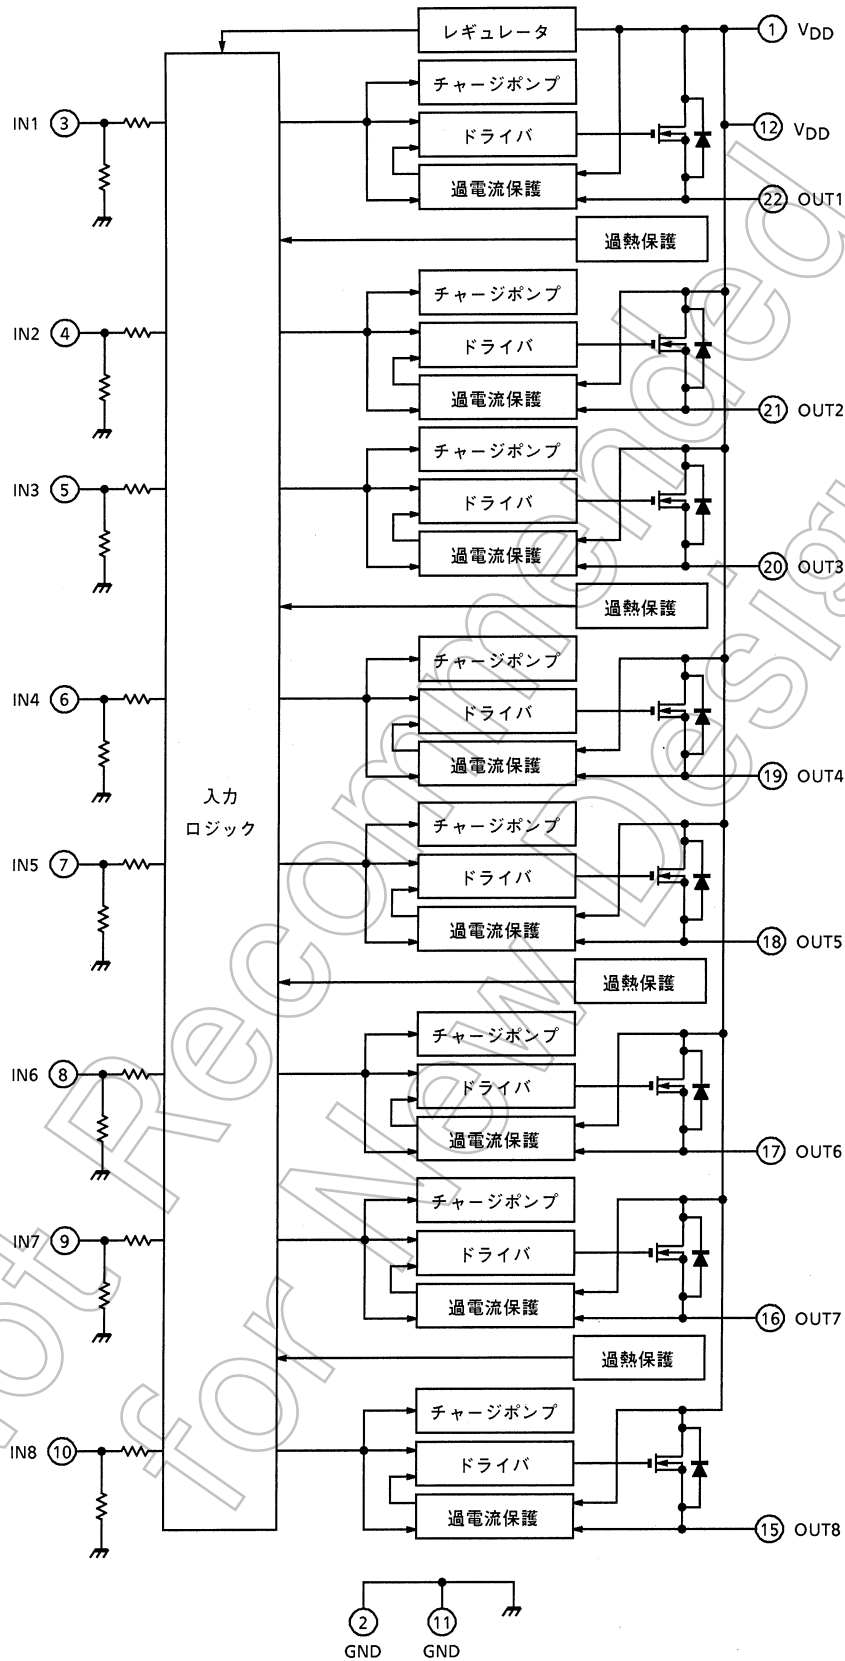 レギュレータ
1 VDD
チャージポンプ
IN1 3
ドライバ
12 VDD
過電流保護
22 OUT1
過熱保護
チャージポンプ
IN2 4
ドライバ
過電流保護
21 OUT2
チャージポンプ
IN3 5
ドライバ
過電流保護
20 OUT3
過熱保護
チャージポンプ
IN4 6
ドライバ
過電流保護
19 OUT4
入力
ロジック
チャージポンプ
IN5 7
ドライバ
過電流保護
18 OUT5
過熱保護
チャージポンプ
IN6 8
ドライバ
過電流保護
17 OUT6
チャージポンプ
IN7 9
ドライバ
過電流保護
16 OUT7
過熱保護
チャージポンプ
IN8 10
ドライバ
過電流保護
15 OUT8
2 11
GND GND
Not Recommended
for New Design